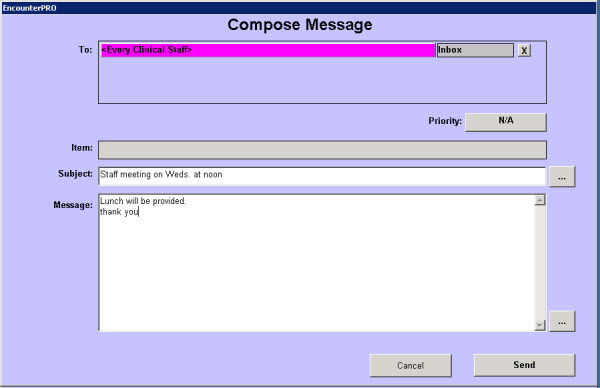 EncounterPRO
Compose Message
To: <Every Clinical Staff> Inbox X
Priority: N/A
Item:
Subject: Staff meeting on Weds. at noon ...
Message: Lunch will be provided.
thank you
...
Cancel Send